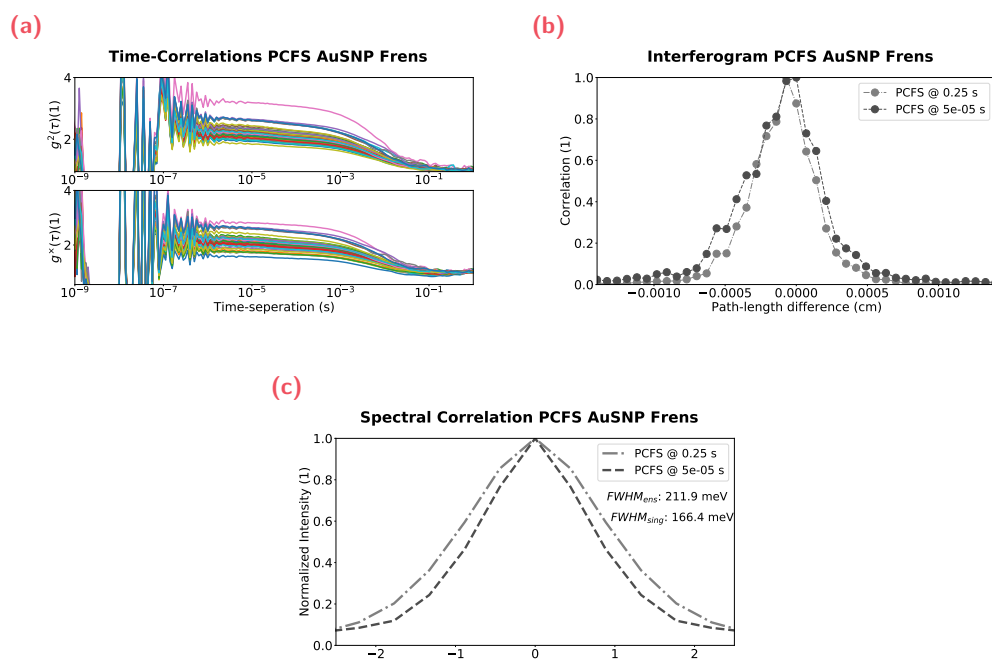 (a)
Time-Correlations PCFS AuSNP Frens
4
2
g²(τ)(1)
10⁻⁹ 10⁻⁷ 10⁻⁵ 10⁻³ 10⁻¹
4
2
gˣ(τ)(1)
10⁻⁹ 10⁻⁷ 10⁻⁵ 10⁻³ 10⁻¹
Time-seperation (s)
(b)
Interferogram PCFS AuSNP Frens
1.0
0.8
0.6
0.4
0.2
0.0
Correlation (1)
PCFS @ 0.25 s
PCFS @ 5e-05 s
−0.0010 −0.0005 0.0000 0.0005 0.0010
Path-length difference (cm)
(c)
Spectral Correlation PCFS AuSNP Frens
1.0
0.8
0.6
0.4
0.2
0.0
Normalized Intensity (1)
PCFS @ 0.25 s
PCFS @ 5e-05 s
FWHMₑₙₛ: 211.9 meV
FWHM_sing: 166.4 meV
−2 −1 0 1 2